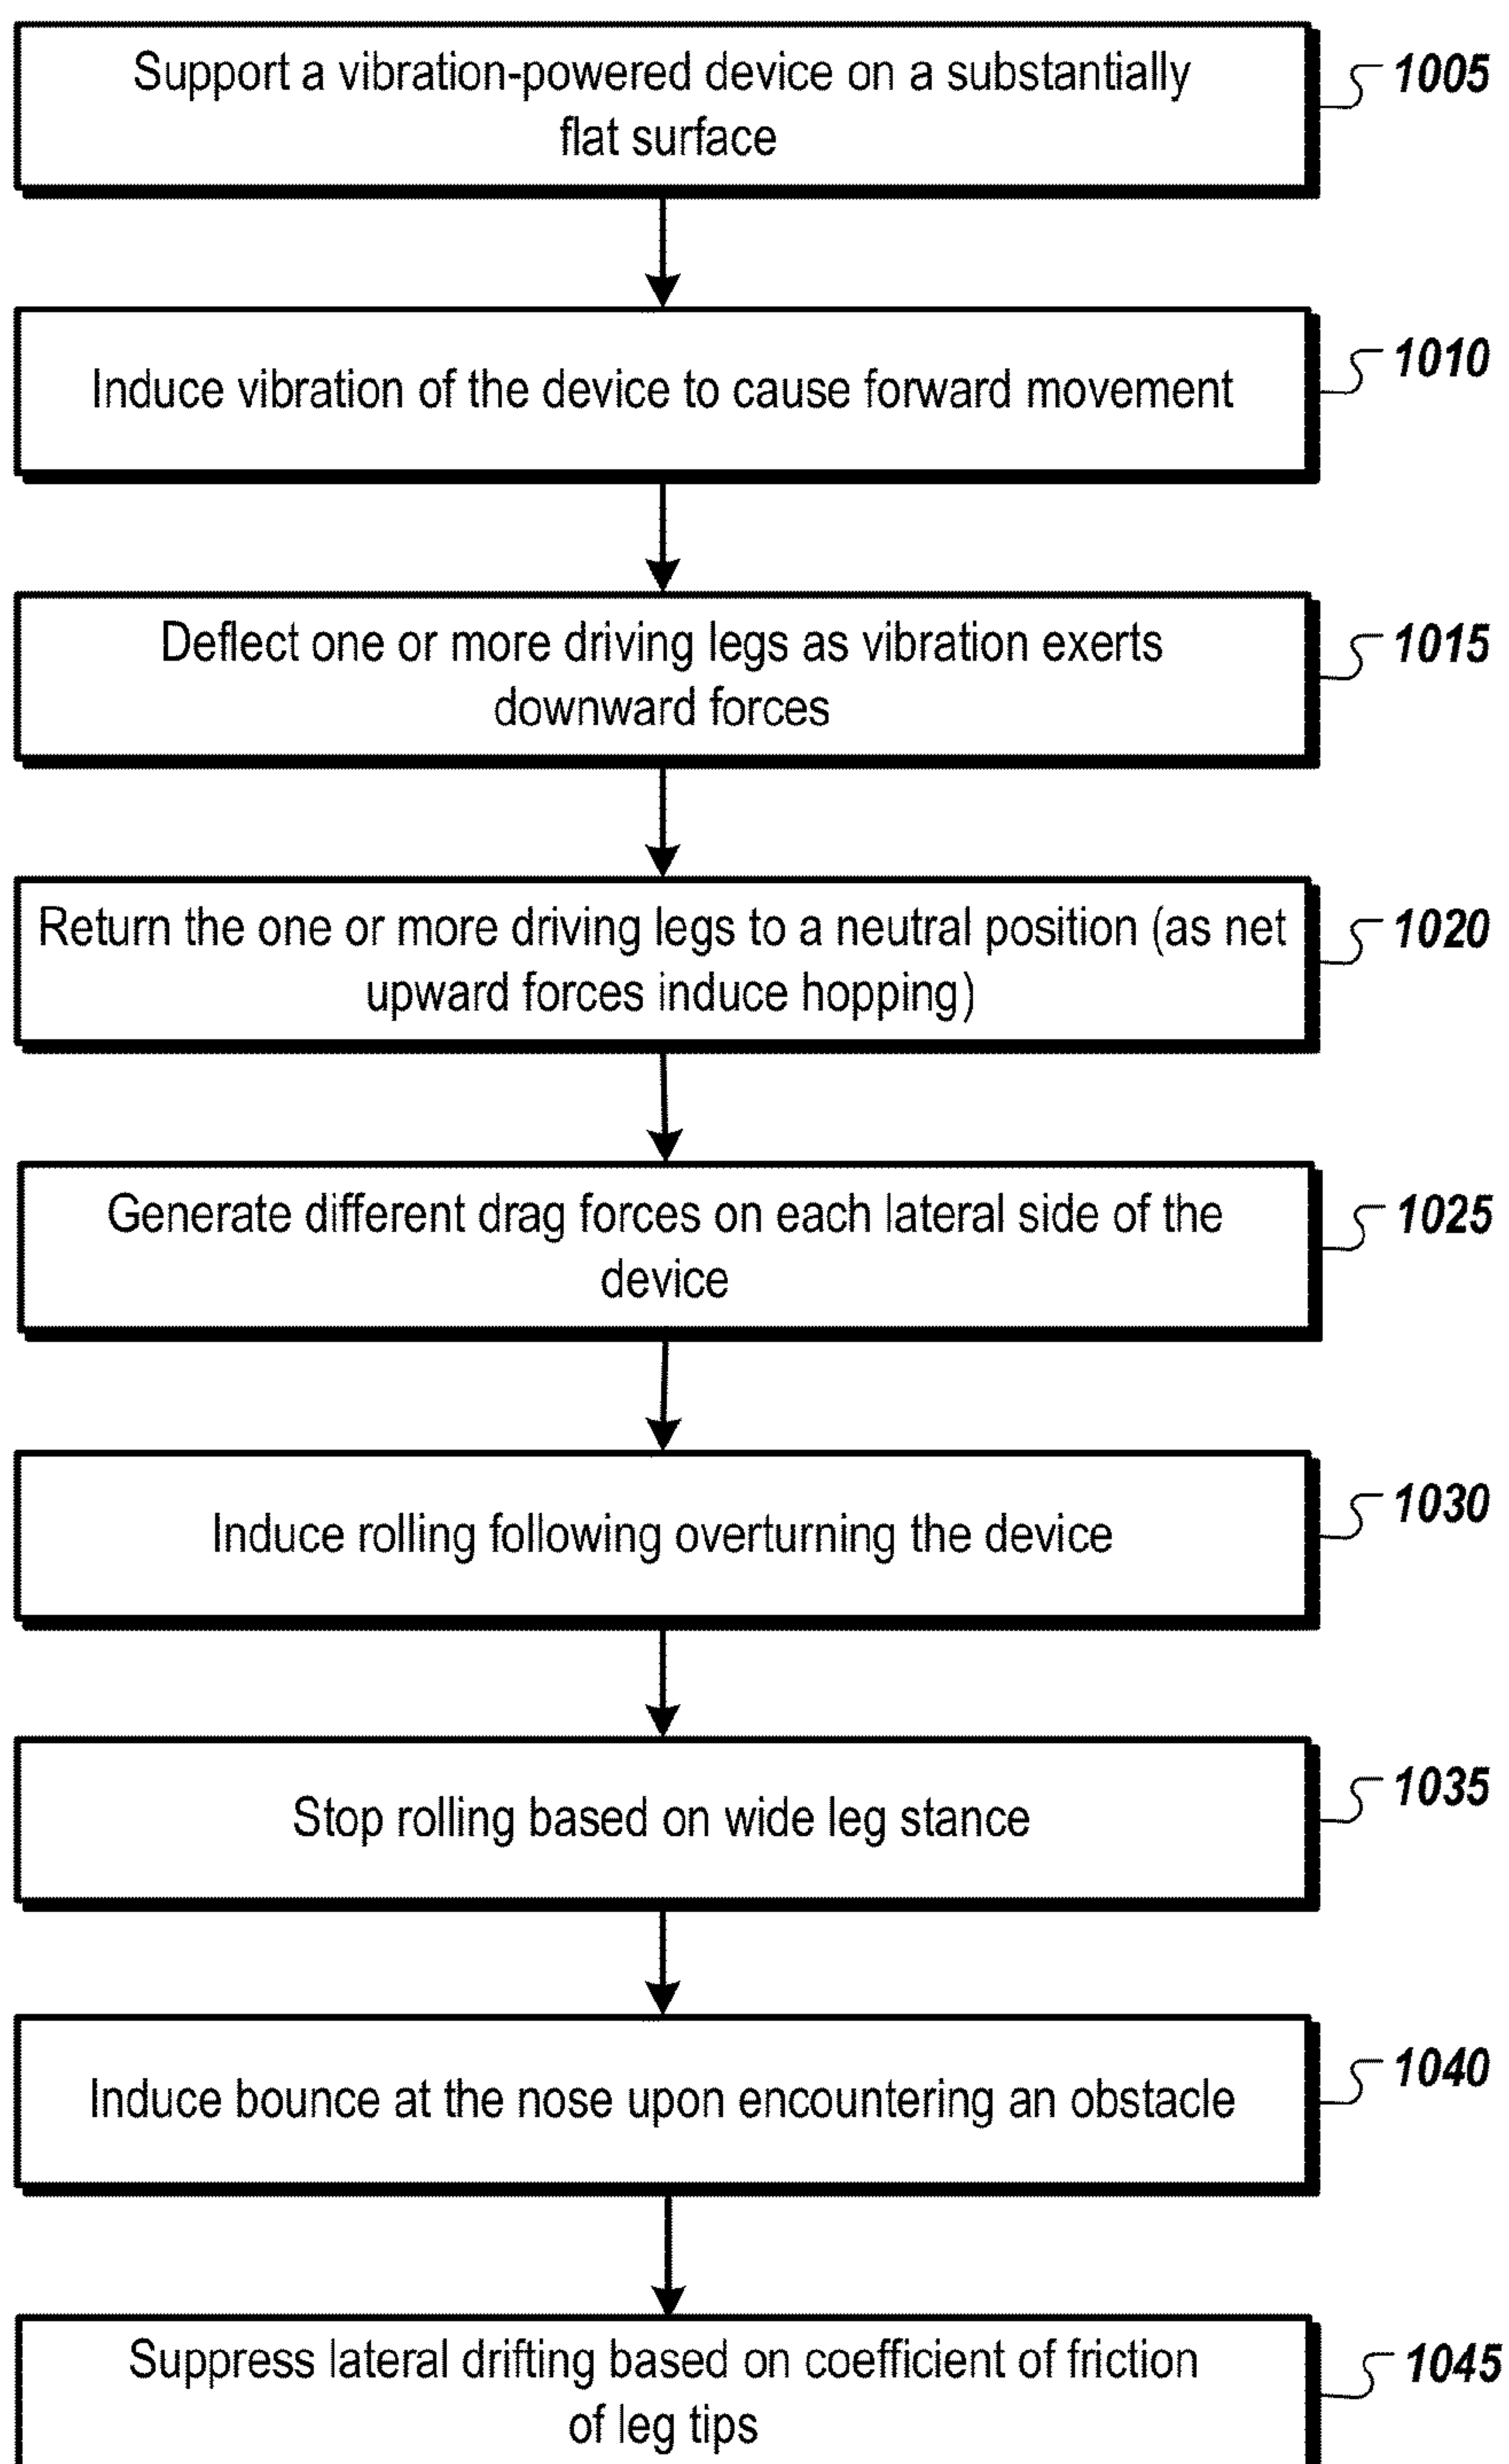 Support a vibration-powered device on a substantially
flat surface
1005
Induce vibration of the device to cause forward movement
1010
Deflect one or more driving legs as vibration exerts
downward forces
1015
Return the one or more driving legs to a neutral position (as net
upward forces induce hopping)
1020
Generate different drag forces on each lateral side of the
device
1025
Induce rolling following overturning the device
1030
Stop rolling based on wide leg stance
1035
Induce bounce at the nose upon encountering an obstacle
1040
Suppress lateral drifting based on coefficient of friction
of leg tips
1045